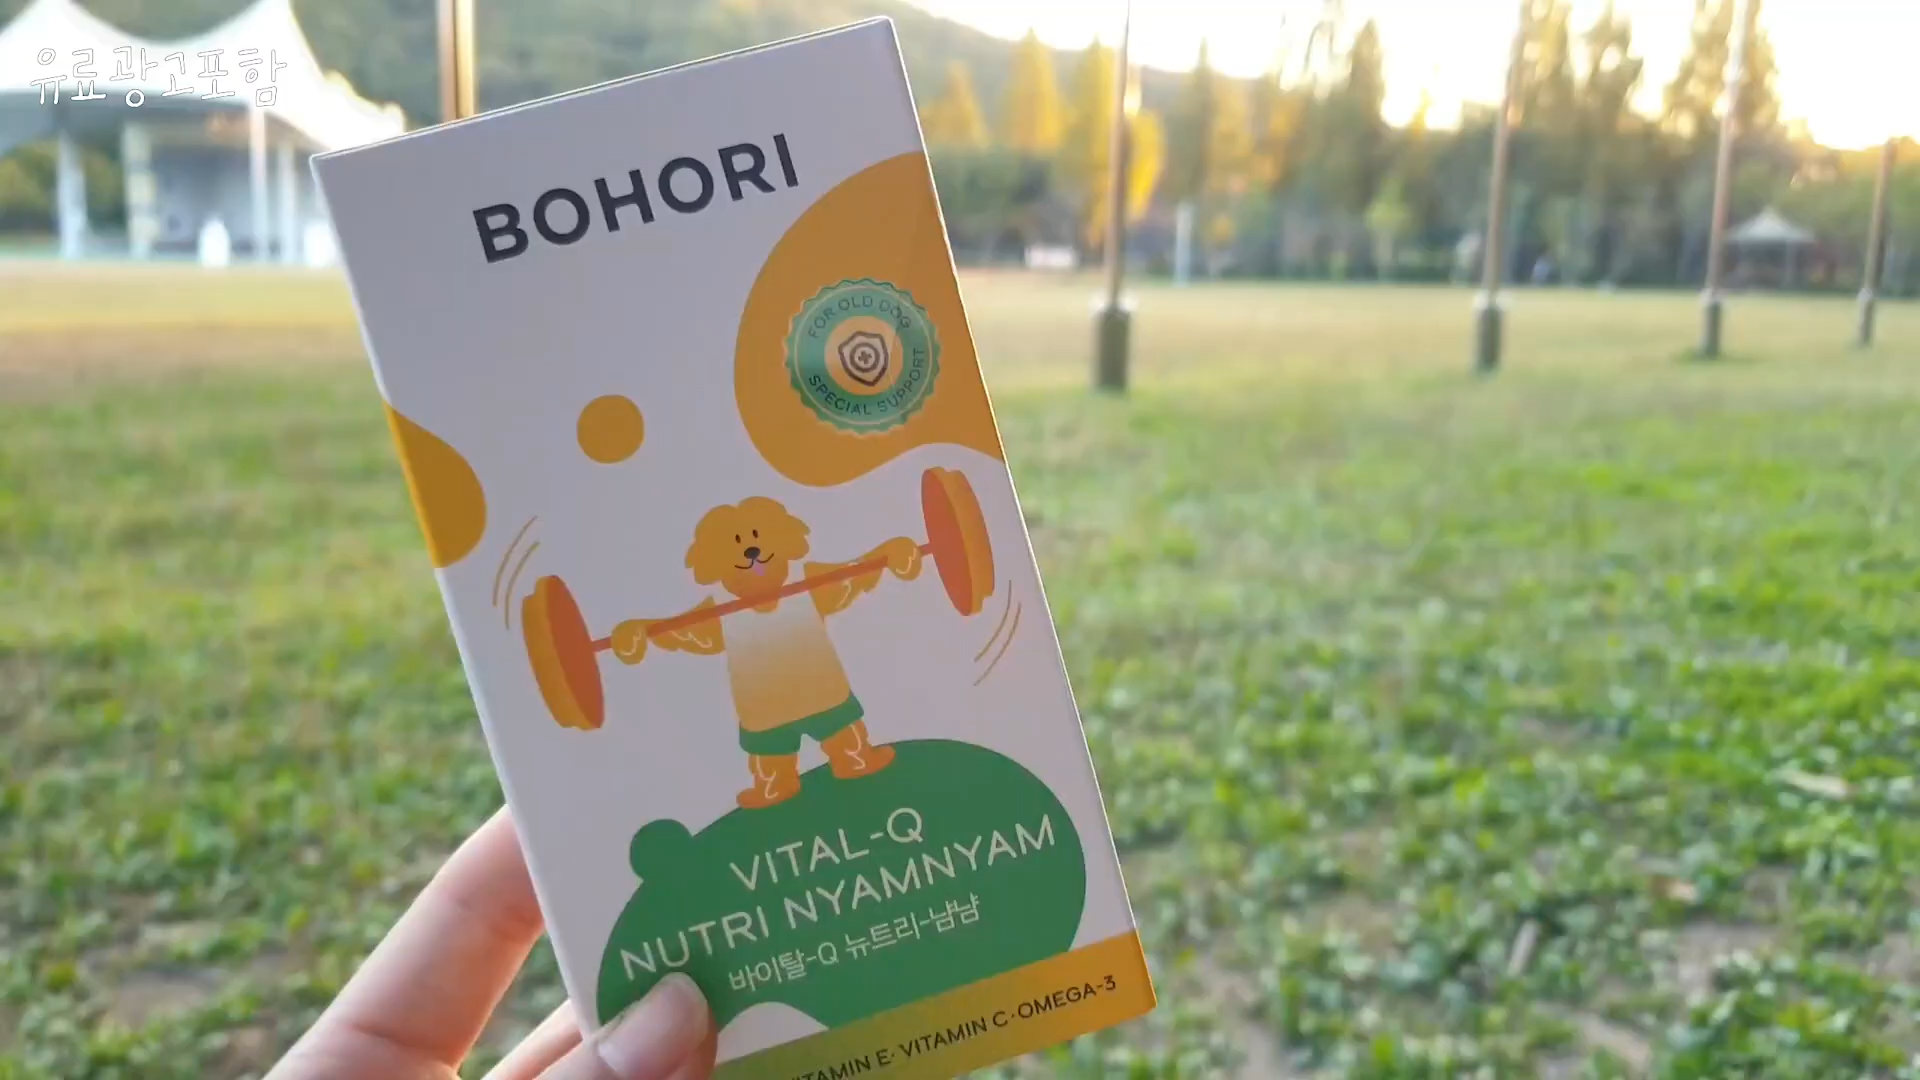 유료광고포함
BOHORI
FOR OLD DOG
SPECIAL SUPPORT
VITAL-Q
NUTRI NYAMNYAM
바이탈-Q 뉴트리-냠냠
E· VITAMIN C·OMEGA-3